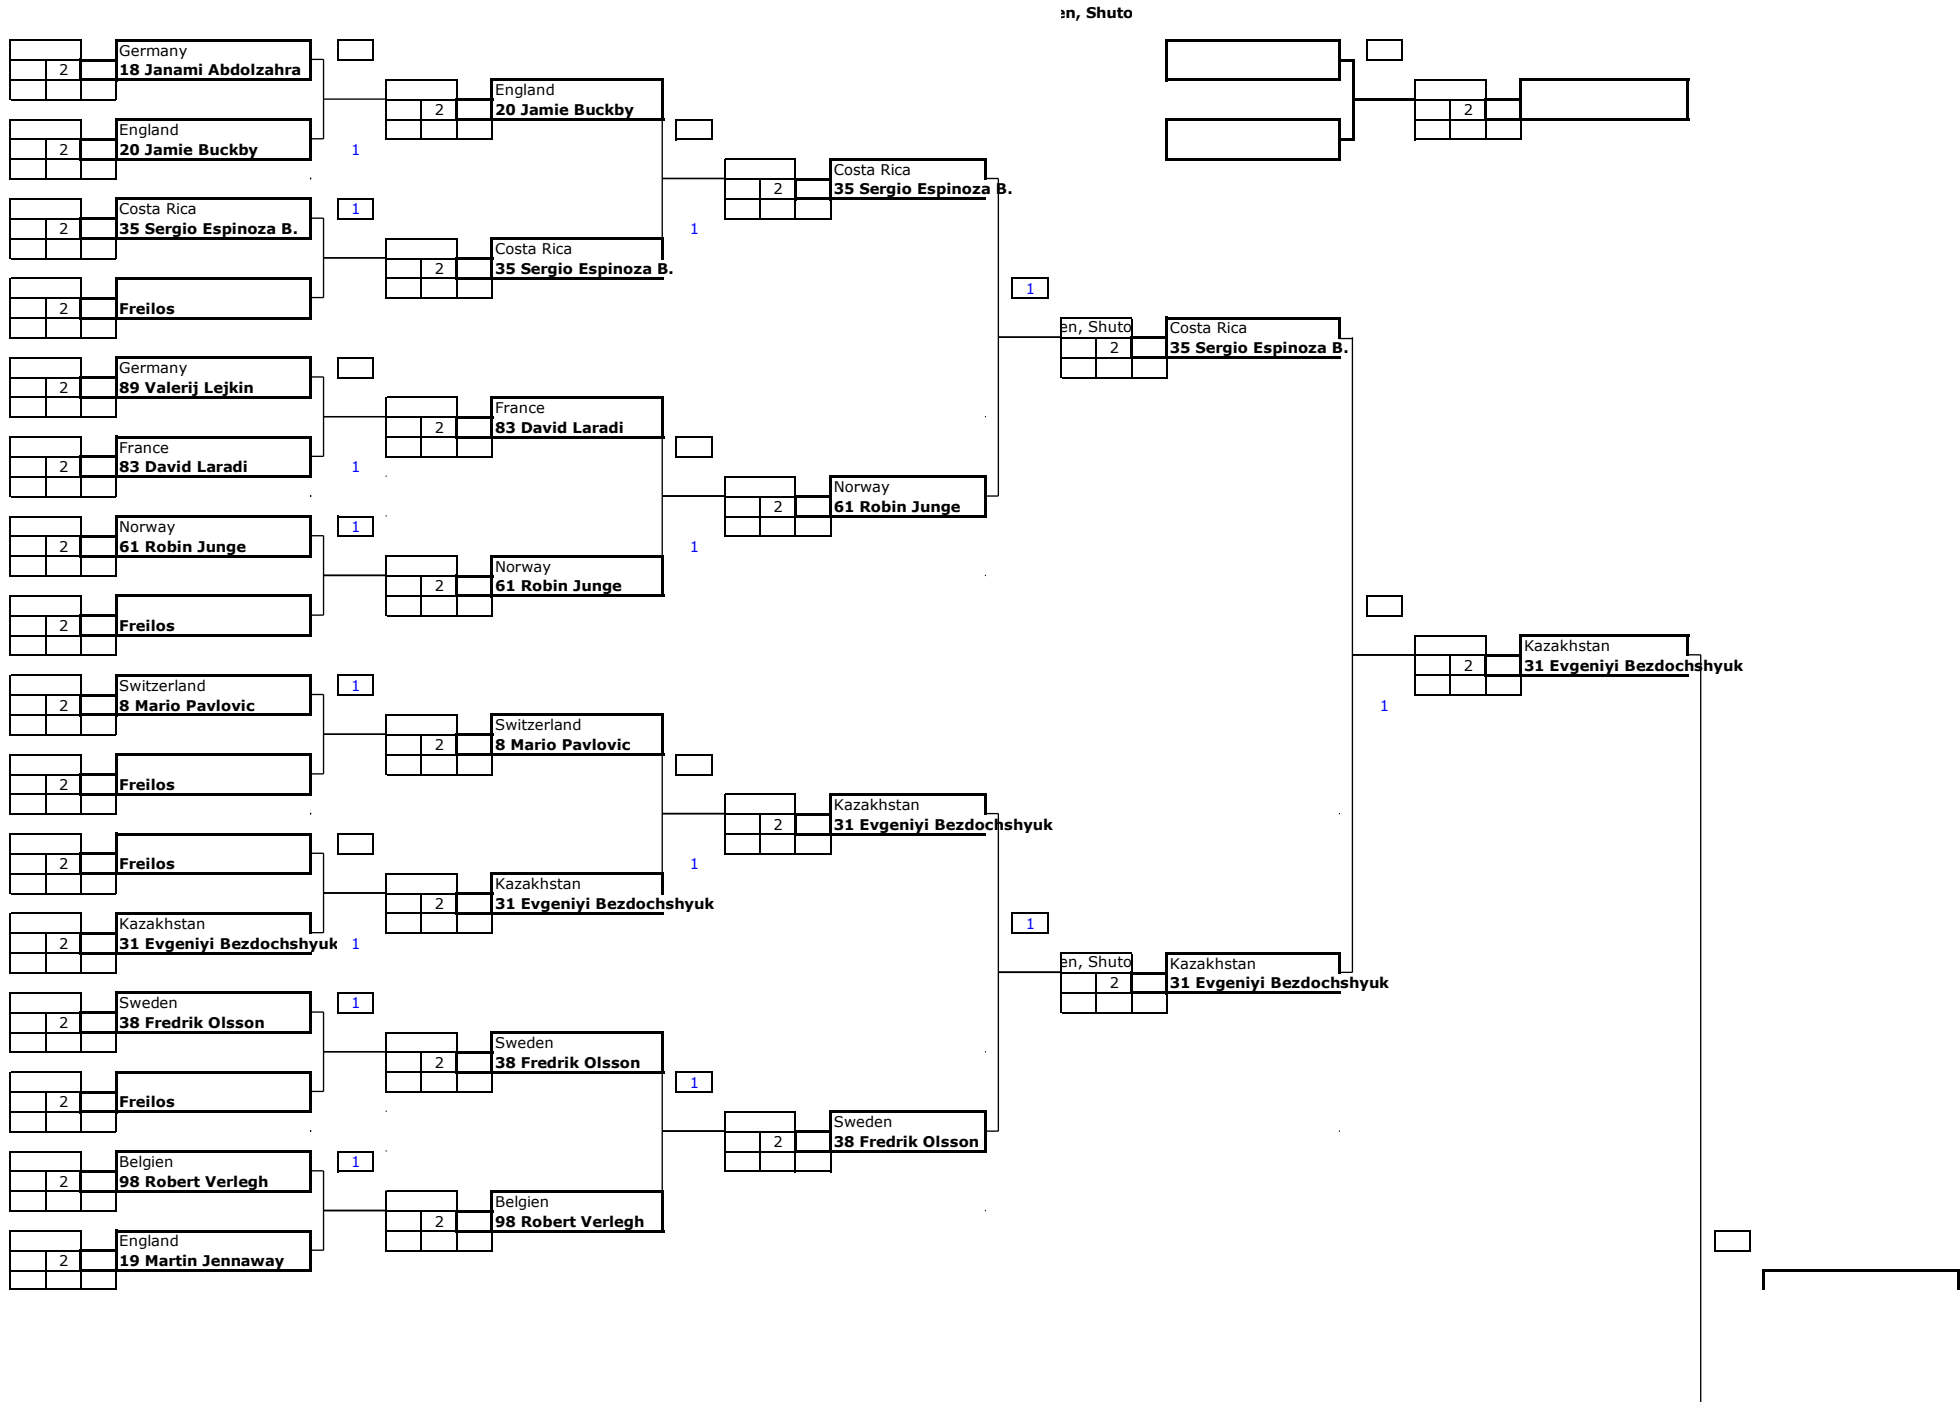 en, Shuto
Germany
2 18 Janami Abdolzahra
England
2 20 Jamie Buckby 1
Costa Rica 1
2 35 Sergio Espinoza B.
2 Freilos
Germany
2 89 Valerij Lejkin
France
2 83 David Laradi 1
Norway 1
2 61 Robin Junge
2 Freilos
Switzerland 1
2 8 Mario Pavlovic
2 Freilos
2 Freilos
Kazakhstan
2 31 Evgeniyi Bezdochshyuk 1
Sweden 1
2 38 Fredrik Olsson
2 Freilos
Belgien 1
2 98 Robert Verlegh
England
2 19 Martin Jennaway
England
2 20 Jamie Buckby
Costa Rica 1
2 35 Sergio Espinoza B.
France
2 83 David Laradi
Norway 1
2 61 Robin Junge
Switzerland
2 8 Mario Pavlovic
Kazakhstan 1
2 31 Evgeniyi Bezdochshyuk
Sweden
2 38 Fredrik Olsson 1
Belgien
2 98 Robert Verlegh
Costa Rica
2 35 Sergio Espinoza B.
1
Norway
2 61 Robin Junge
Kazakhstan
2 31 Evgeniyi Bezdochshyuk
1
Sweden
2 38 Fredrik Olsson
2
en, Shuto Costa Rica
2 35 Sergio Espinoza B.
en, Shuto Kazakhstan
2 31 Evgeniyi Bezdochshyuk
Kazakhstan
2 31 Evgeniyi Bezdochshyuk
1